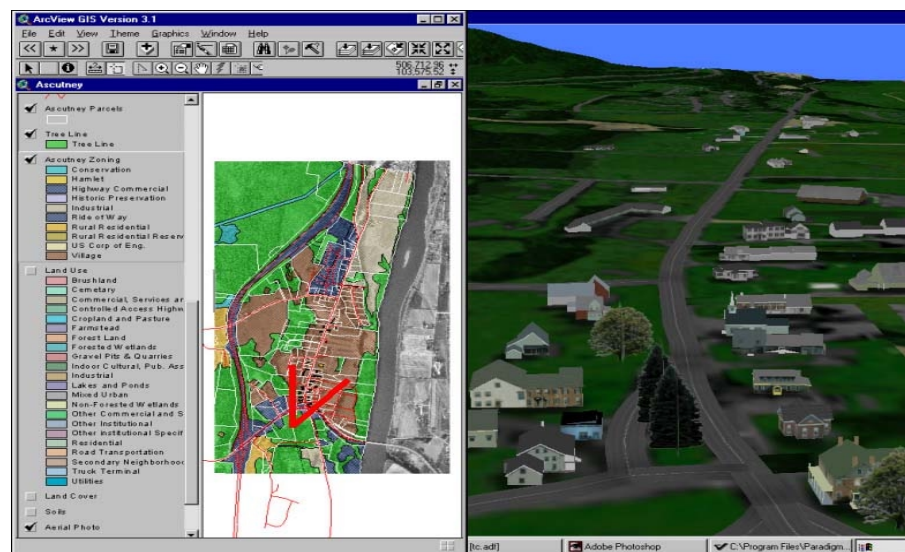 ArcView GIS Version 3.1
File Edit View Theme Graphics Window Help
506,712.96
103,575.52
Ascutney
Ascutney Parcels
Tree Line
Tree Line
Ascutney Zoning
Conservation
Hamlet
Highway Commercial
Historic Preservation
Industrial
Ride of Way
Rural Residential
Rural Residential Reserv
US Corp of Eng.
Village
Land Use
Brushland
Cemetary
Commercial, Services ar
Controlled Access Highw
Cropland and Pasture
Farmstead
Forest Land
Forested Wetlands
Gravel Pits & Quarries
Indoor Cultural, Pub. Ass
Industrial
Lakes and Ponds
Mixed Urban
Non-Forested Wetlands
Other Commercial and S
Other Institutional
Other institutional Specif
Residential
Road Transportation
Secondary Neighborhood
Truck Terminal
Utilities
Land Cover
Soils
Aerial Photo
[tc.adf] Adobe Photoshop C:\Program Files\Paradigm...